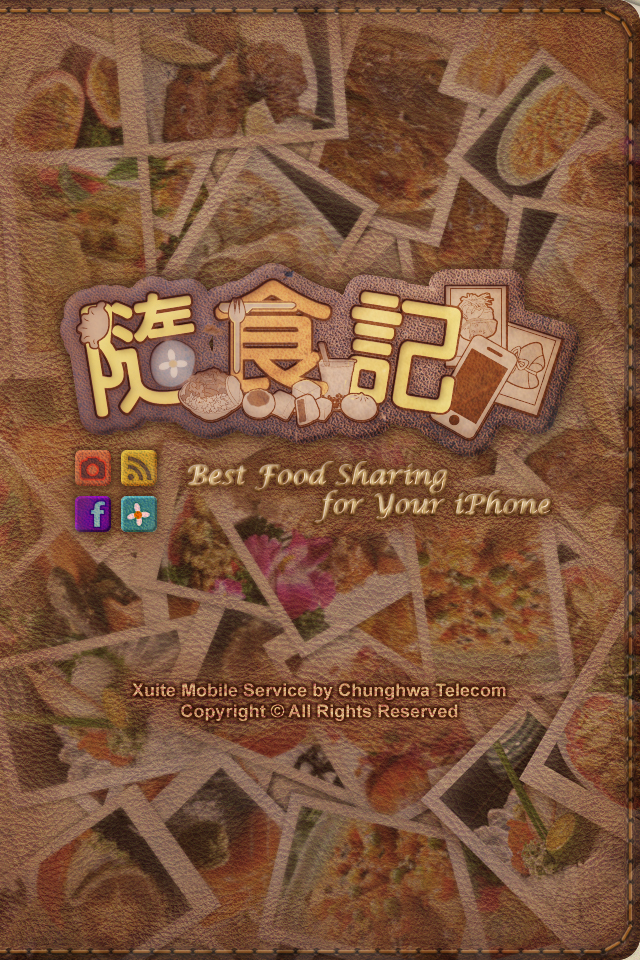 隨食記
Best Food Sharing
for Your iPhone
Xuite Mobile Service by Chunghwa Telecom
Copyright © All Rights Reserved